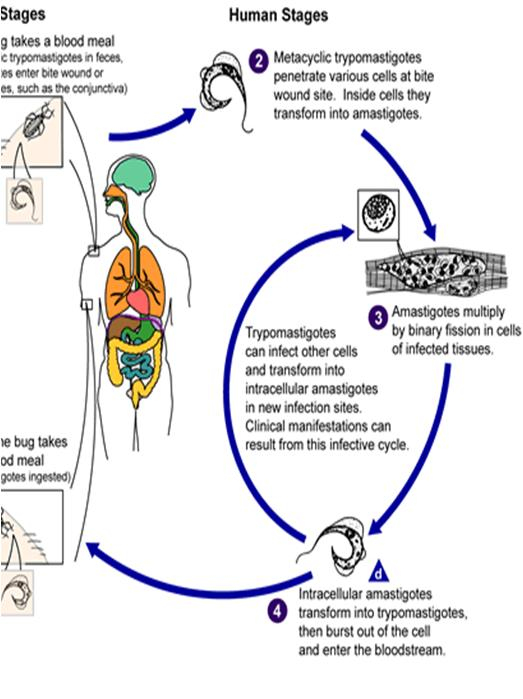 Stages
Human Stages
g takes a blood meal
ic trypomastigotes in feces,
es enter bite wound or
es, such as the conjunctiva)
2
Metacyclic trypomastigotes
penetrate various cells at bite
wound site. Inside cells they
transform into amastigotes.
3
Amastigotes multiply
by binary fission in cells
of infected tissues.
Trypomastigotes
can infect other cells
and transform into
intracellular amastigotes
in new infection sites.
Clinical manifestations can
result from this infective cycle.
ne bug takes
od meal
gotes ingested)
d
4
Intracellular amastigotes
transform into trypomastigotes,
then burst out of the cell
and enter the bloodstream.